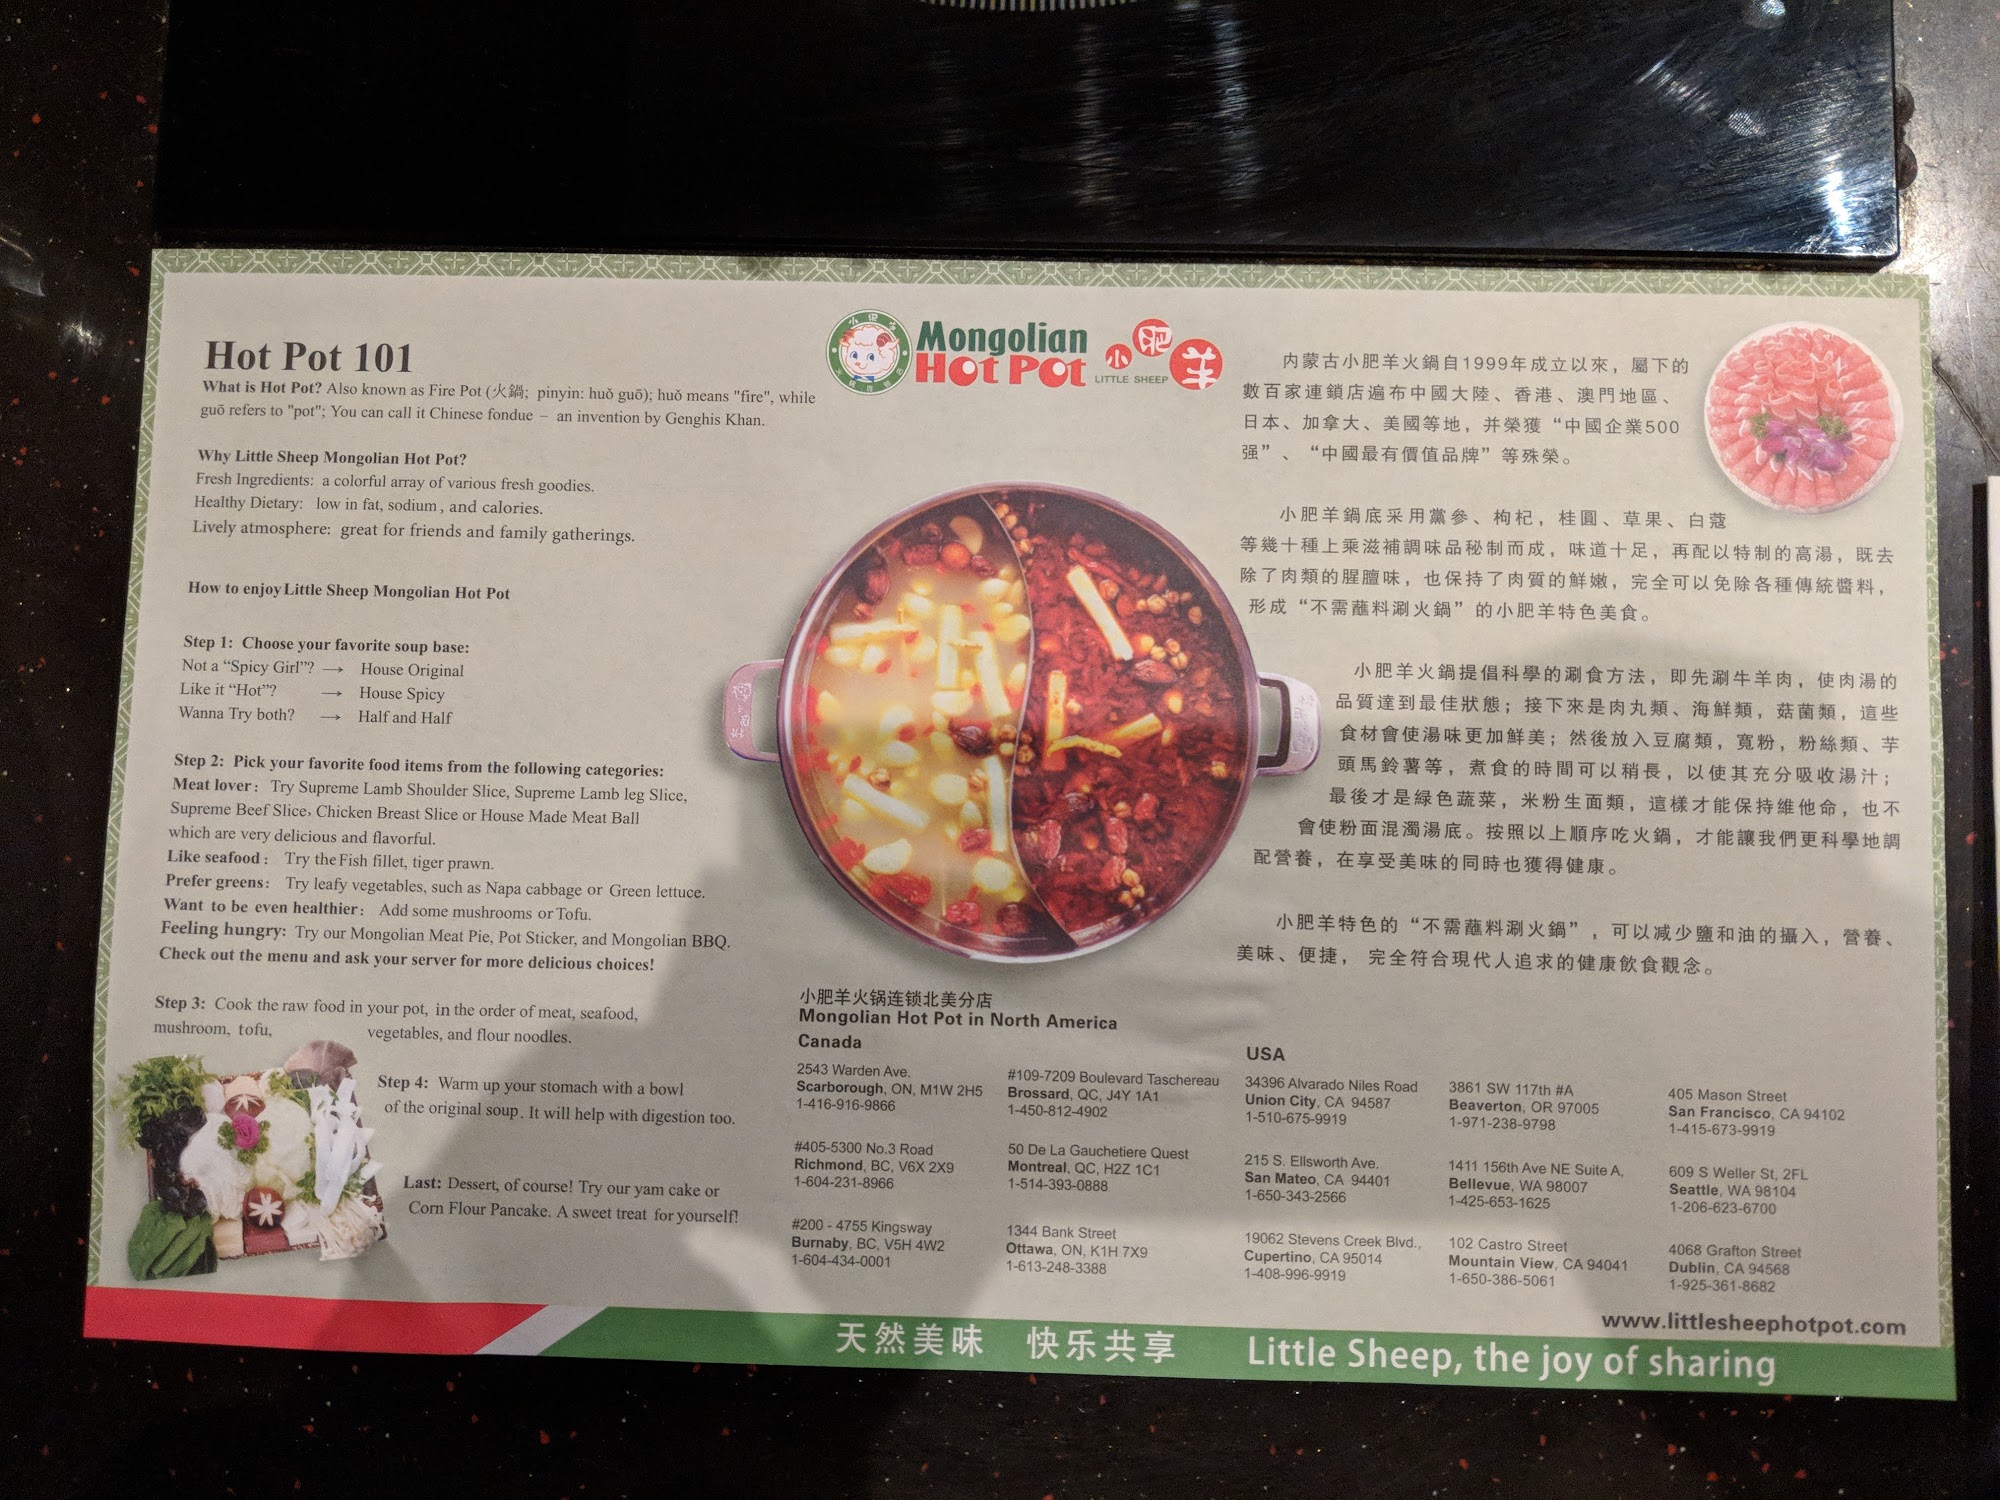 Hot Pot 101
What is Hot Pot? Also known as Fire Pot (火鍋; pinyin: huǒ guō); huǒ means "fire", while
guō refers to "pot"; You can call it Chinese fondue – an invention by Genghis Khan.
Why Little Sheep Mongolian Hot Pot?
Fresh Ingredients: a colorful array of various fresh goodies.
Healthy Dietary: low in fat, sodium, and calories.
Lively atmosphere: great for friends and family gatherings.
How to enjoy Little Sheep Mongolian Hot Pot
Step 1: Choose your favorite soup base:
Not a “Spicy Girl”? → House Original
Like it “Hot”? → House Spicy
Wanna Try both? → Half and Half
Step 2: Pick your favorite food items from the following categories:
Meat lover: Try Supreme Lamb Shoulder Slice, Supreme Lamb leg Slice,
Supreme Beef Slice, Chicken Breast Slice or House Made Meat Ball
which are very delicious and flavorful.
Like seafood: Try the Fish fillet, tiger prawn.
Prefer greens: Try leafy vegetables, such as Napa cabbage or Green lettuce.
Want to be even healthier: Add some mushrooms or Tofu.
Feeling hungry: Try our Mongolian Meat Pie, Pot Sticker, and Mongolian BBQ.
Check out the menu and ask your server for more delicious choices!
Step 3: Cook the raw food in your pot, in the order of meat, seafood,
mushroom, tofu, vegetables, and flour noodles.
Step 4: Warm up your stomach with a bowl
of the original soup. It will help with digestion too.
Last: Dessert, of course! Try our yam cake or
Corn Flour Pancake. A sweet treat for yourself!
小肥羊
Mongolian
Hot Pot
小肥羊
LITTLE SHEEP
内蒙古小肥羊火鍋自1999年成立以來，屬下的
數百家連鎖店遍布中國大陸、香港、澳門地區、
日本、加拿大、美國等地，并榮獲“中國企業500
强”、“中國最有價值品牌”等殊榮。
小肥羊鍋底采用黨參、枸杞，桂圓、草果、白蔻
等幾十種上乘滋補調味品秘制而成，味道十足，再配以特制的高湯，既去
除了肉類的腥膻味，也保持了肉質的鮮嫩，完全可以免除各種傳統醬料，
形成“不需蘸料涮火鍋”的小肥羊特色美食。
小肥羊火鍋提倡科學的涮食方法，即先涮牛羊肉，使肉湯的
品質達到最佳狀態；接下來是肉丸類、海鮮類，菇菌類，這些
食材會使湯味更加鮮美；然後放入豆腐類，寬粉，粉絲類、芋
頭馬鈴薯等，煮食的時間可以稍長，以使其充分吸收湯汁；
最後才是綠色蔬菜，米粉生面類，這樣才能保持維他命，也不
會使粉面混濁湯底。按照以上順序吃火鍋，才能讓我們更科學地調
配營養，在享受美味的同時也獲得健康。
小肥羊特色的“不需蘸料涮火鍋”，可以减少鹽和油的攝入，營養、
美味、便捷， 完全符合現代人追求的健康飲食觀念。
小肥羊火锅连锁北美分店
Mongolian Hot Pot in North America
Canada
2543 Warden Ave.
Scarborough, ON, M1W 2H5
1-416-916-9866
#405-5300 No.3 Road
Richmond, BC, V6X 2X9
1-604-231-8966
#200 - 4755 Kingsway
Burnaby, BC, V5H 4W2
1-604-434-0001
#109-7209 Boulevard Taschereau
Brossard, QC, J4Y 1A1
1-450-812-4902
50 De La Gauchetiere Quest
Montreal, QC, H2Z 1C1
1-514-393-0888
1344 Bank Street
Ottawa, ON, K1H 7X9
1-613-248-3388
USA
34396 Alvarado Niles Road
Union City, CA 94587
1-510-675-9919
215 S. Ellsworth Ave.
San Mateo, CA 94401
1-650-343-2566
19062 Stevens Creek Blvd.,
Cupertino, CA 95014
1-408-996-9919
3861 SW 117th #A
Beaverton, OR 97005
1-971-238-9798
1411 156th Ave NE Suite A,
Bellevue, WA 98007
1-425-653-1625
102 Castro Street
Mountain View, CA 94041
1-650-386-5061
405 Mason Street
San Francisco, CA 94102
1-415-673-9919
609 S Weller St, 2FL
Seattle, WA 98104
1-206-623-6700
4068 Grafton Street
Dublin, CA 94568
1-925-361-8682
www.littlesheephotpot.com
天然美味 快乐共享 Little Sheep, the joy of sharing